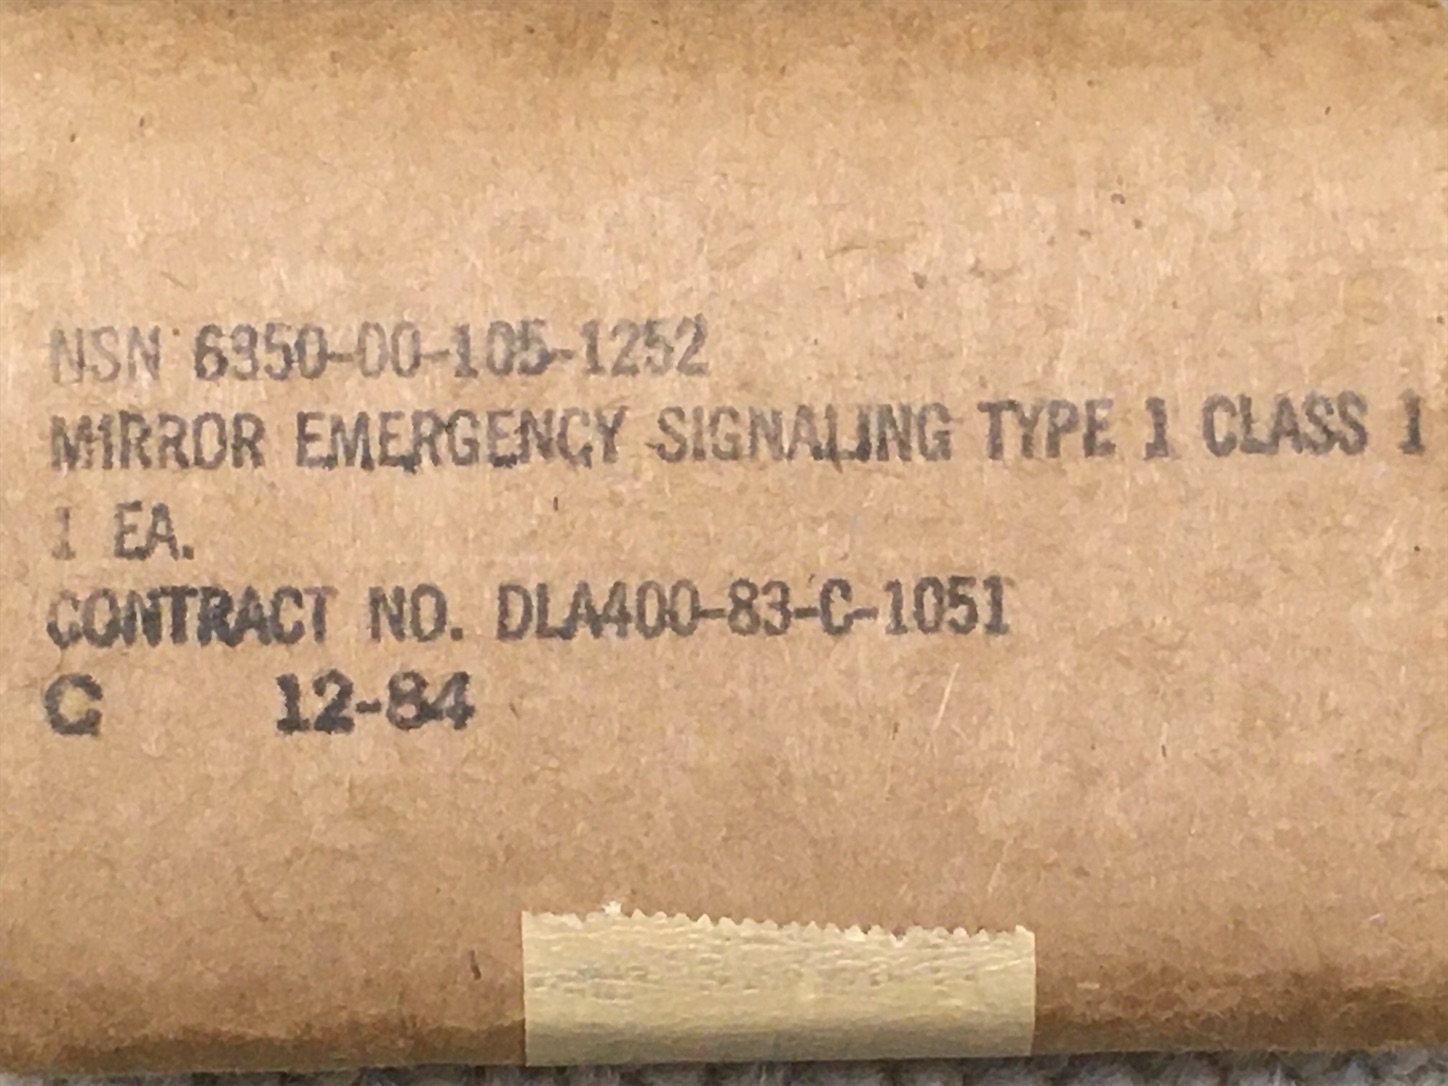 NSN 6350-00-105-1252
MIRROR EMERGENCY SIGNALING TYPE 1 CLASS 1
1 EA.
CONTRACT NO. DLA400-83-C-1051
C 12-84